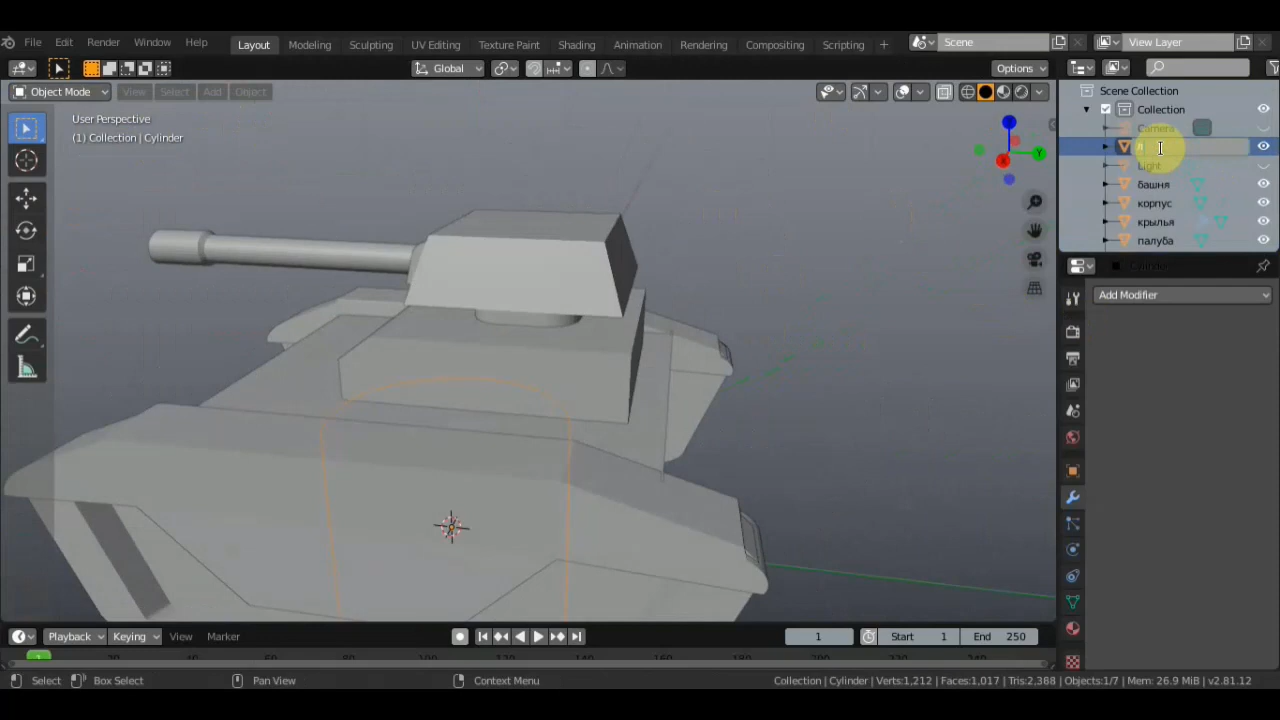 File Edit Render Window Help Layout Modeling Sculpting UV Editing Texture Paint Shading Animation Rendering Compositing Scripting + Scene View Layer
Global Options
Object Mode View Select Add Object
User Perspective
(1) Collection | Cylinder
Scene Collection
Collection
Camera
Light
башня
корпус
крылья
палуба
Cylinder
Add Modifier
X
Y
Playback Keying View Marker 1 Start 1 End 250
Select Box Select Pan View Context Menu Collection | Cylinder | Verts:1,212 | Faces:1,017 | Tris:2,368 | Objects:1/7 | Mem: 26.9 MiB | v2.81.12